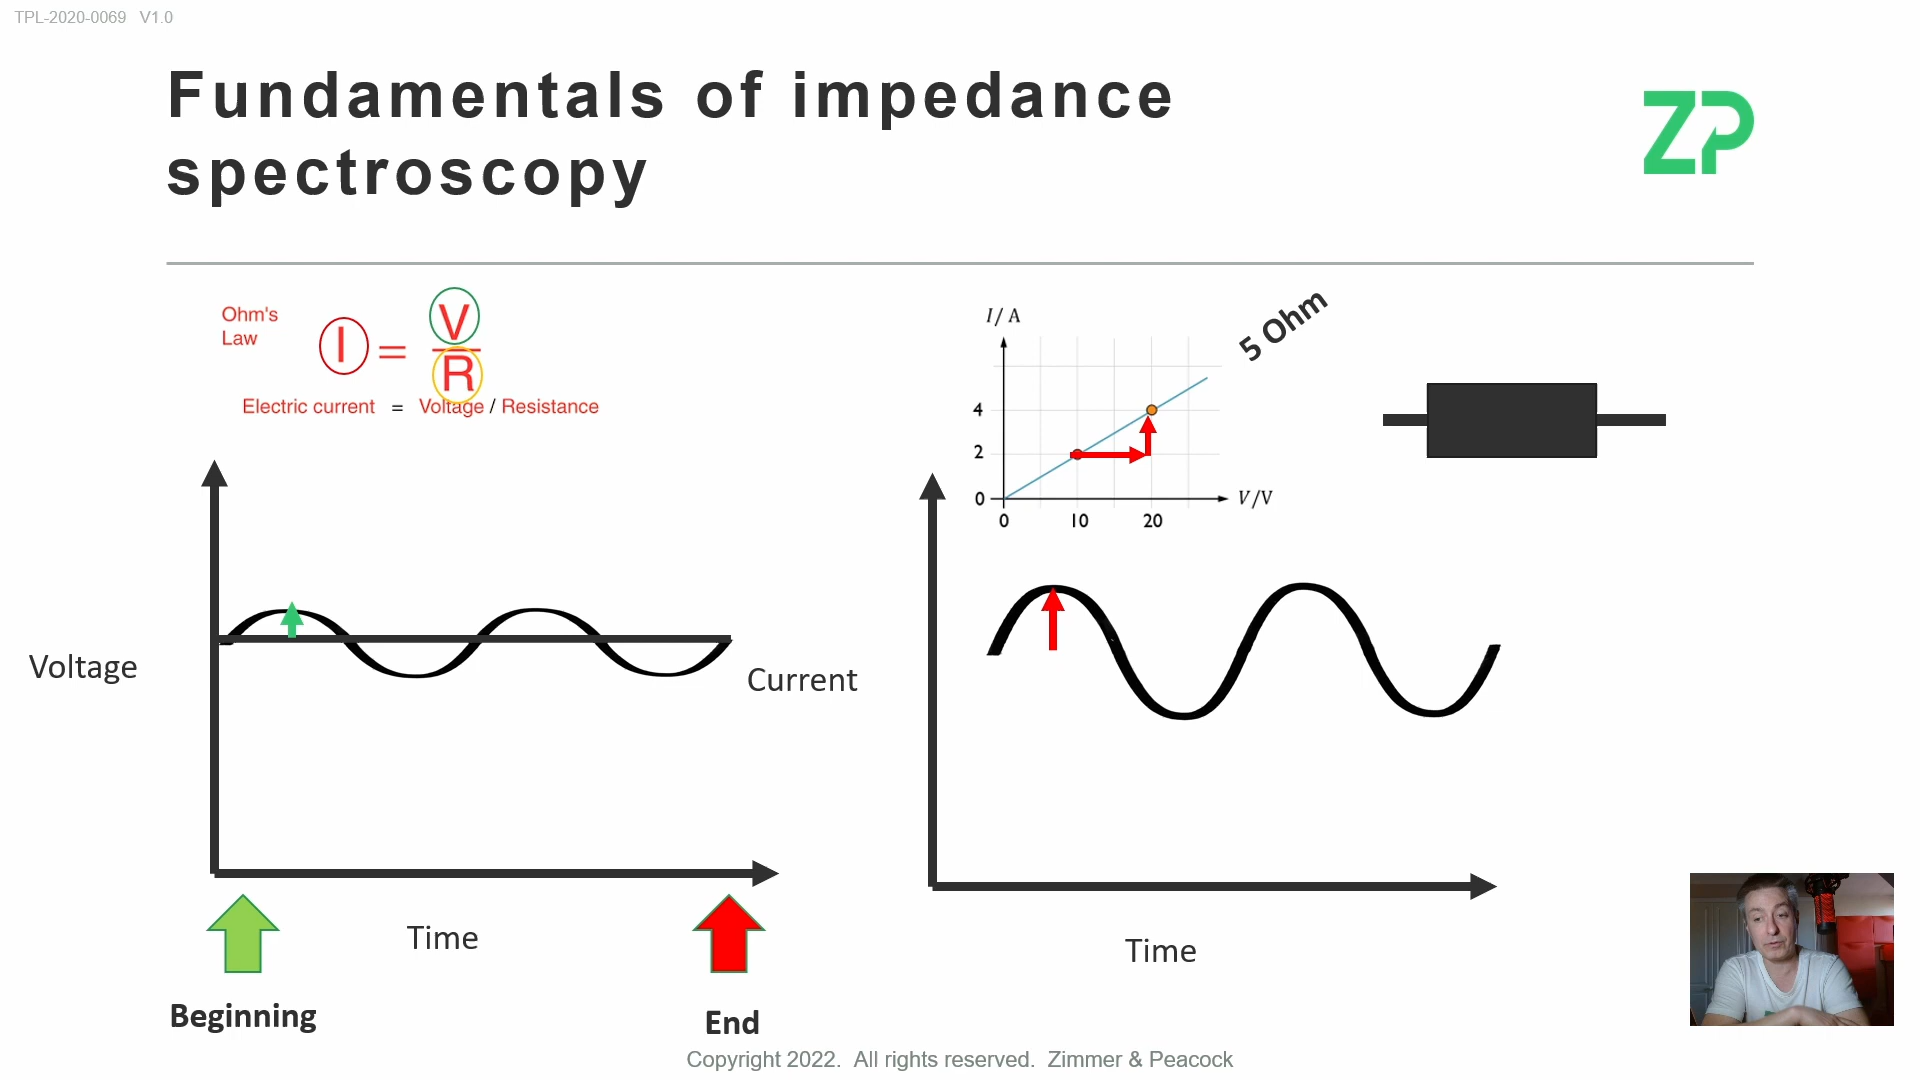 TPL-2020-0069 V1.0
Fundamentals of impedance
spectroscopy
ZP
Ohm's
Law
I = V
R
Electric current = Voltage / Resistance
I/ A
4
2
0
0 10 20
V/V
5 Ohm
Voltage
Time
Beginning
End
Current
Time
Copyright 2022. All rights reserved. Zimmer & Peacock